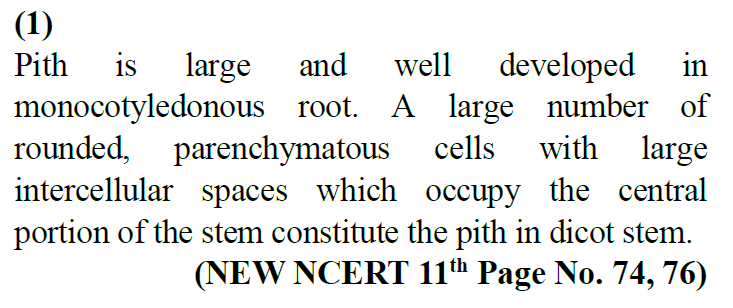 (1)
Pith is large and well developed in
monocotyledonous root. A large number of
rounded, parenchymatous cells with large
intercellular spaces which occupy the central
portion of the stem constitute the pith in dicot stem.
(NEW NCERT 11th Page No. 74, 76)